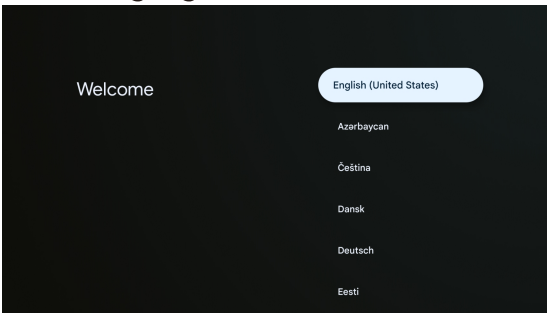 Welcome
English (United States)
Azərbaycan
Čeština
Dansk
Deutsch
Eesti